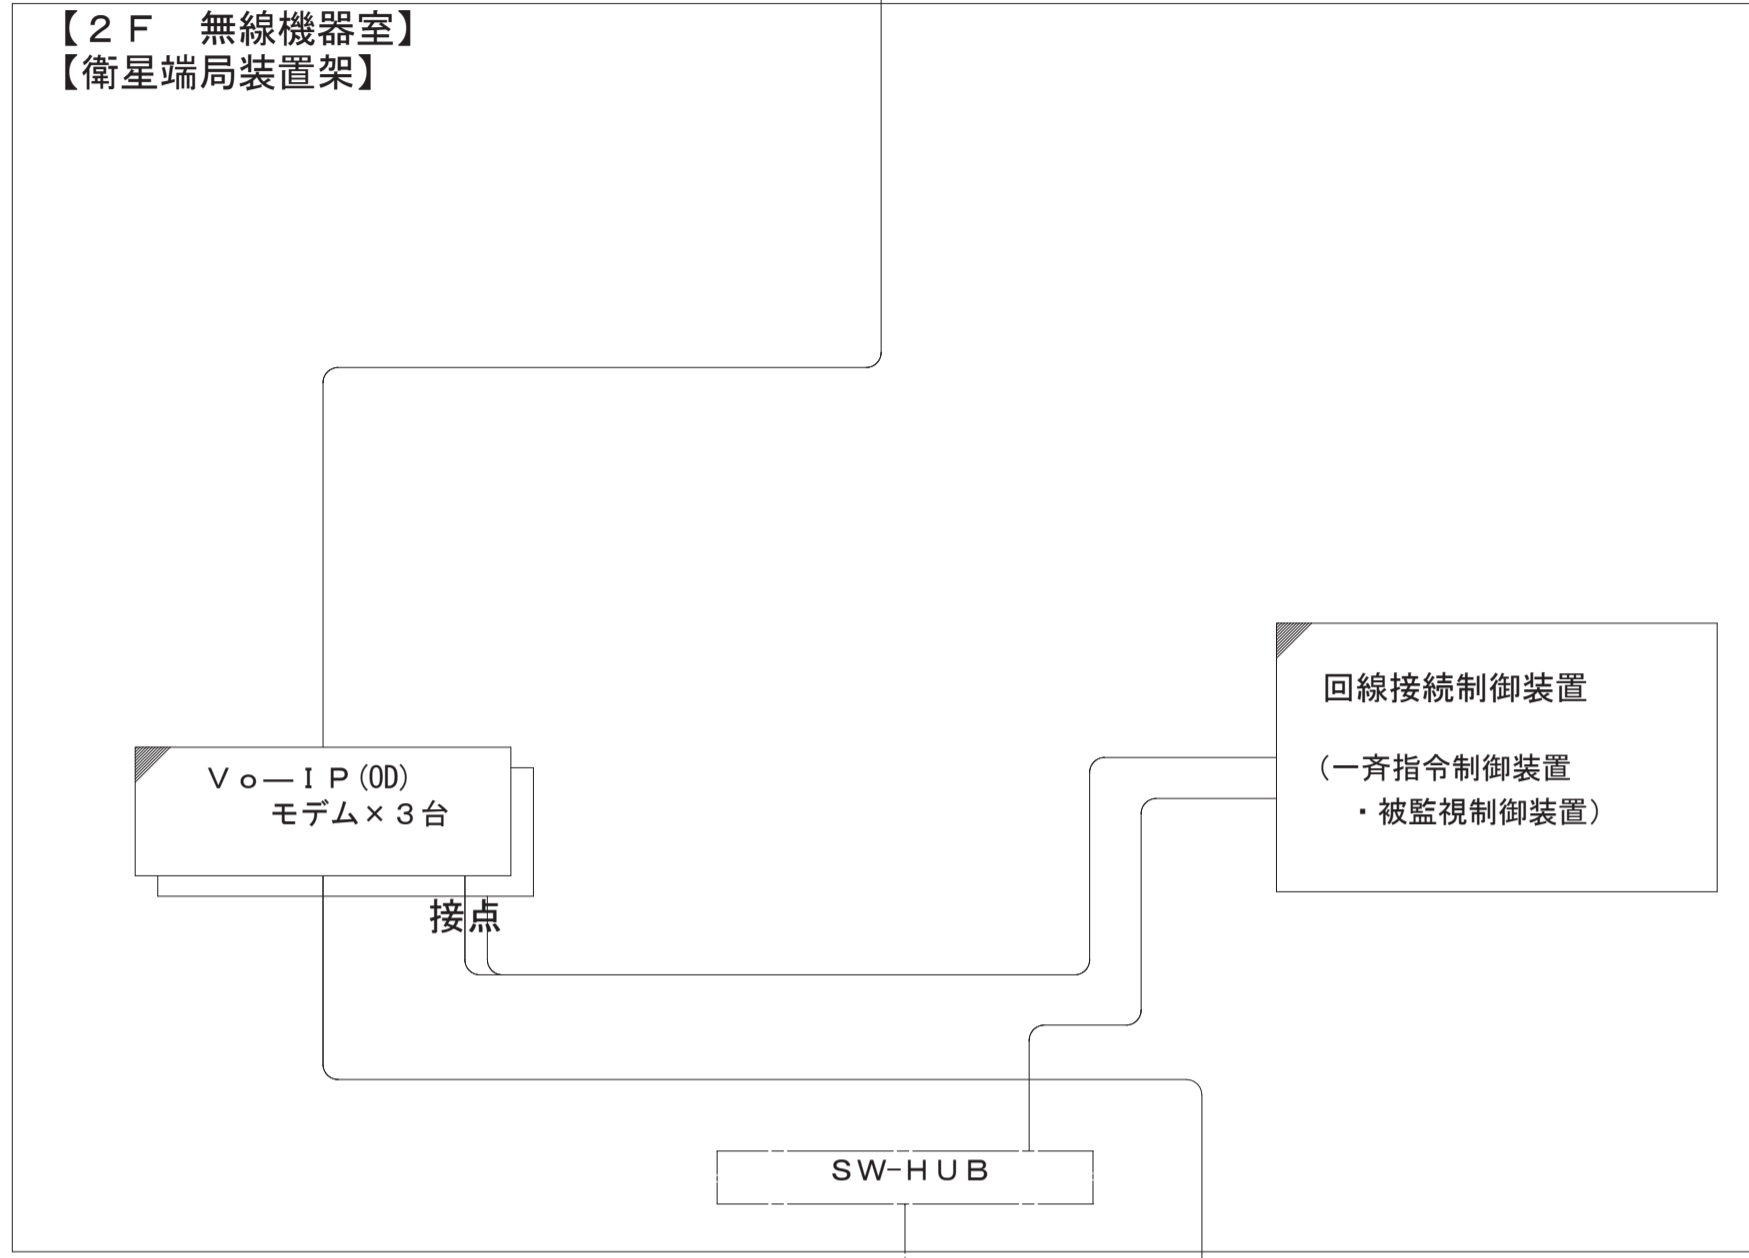 【２Ｆ　無線機器室】
【衛星端局装置架】
回線接続制御装置
（一斉指令制御装置
・被監視制御装置）
Ｖｏ―ＩＰ(OD)
モデム×３台
接点
ＳＷ-ＨＵＢ